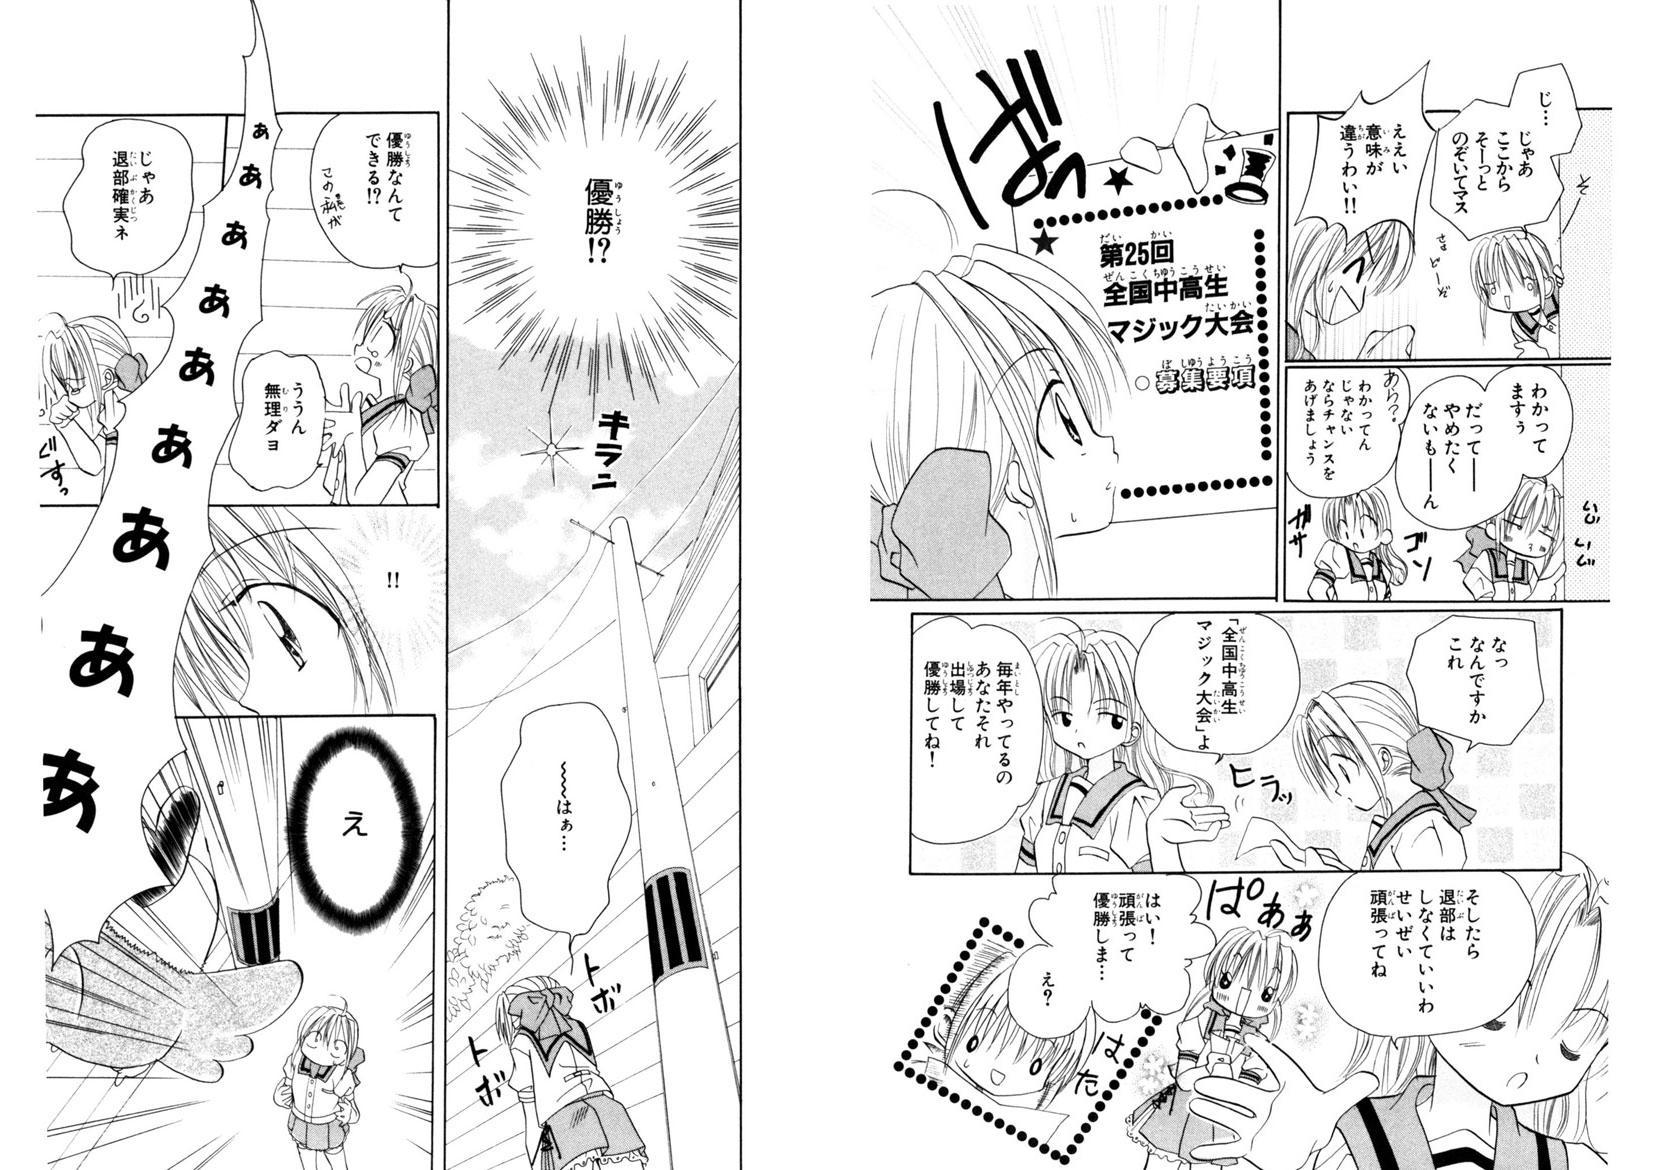 じ…
じゃあ
ここから
そーっと
のぞいてマス
そ
さぁ
どーぞ
ええい
意味が
違うわい!!
わかって
ますぅ
だってー
やめたく
ないもーん
あら?
わかってん
じゃない
ならチャンスを
あげましょう
ゴソ
ガサ
第25回
全国中高生
マジック大会
○募集要項
なっ
なんですか
これ
「全国中高生
マジック大会」よ
ヒラッ
毎年やってるの
あなたそれ
出場して
優勝してね!
そしたら
退部は
しなくていいわ
せいぜい
頑張ってね
ぱあぁ
はい!
頑張って
優勝しま…
え?
はた
優勝!?
キラン
~~はぁ…
トボ
トボ
優勝なんて
できる!?
この私が
ううん
無理ダョ
じゃあ
退部確実ネ
ぐすっ
ぁぁぁぁぁぁあああ
!!
え